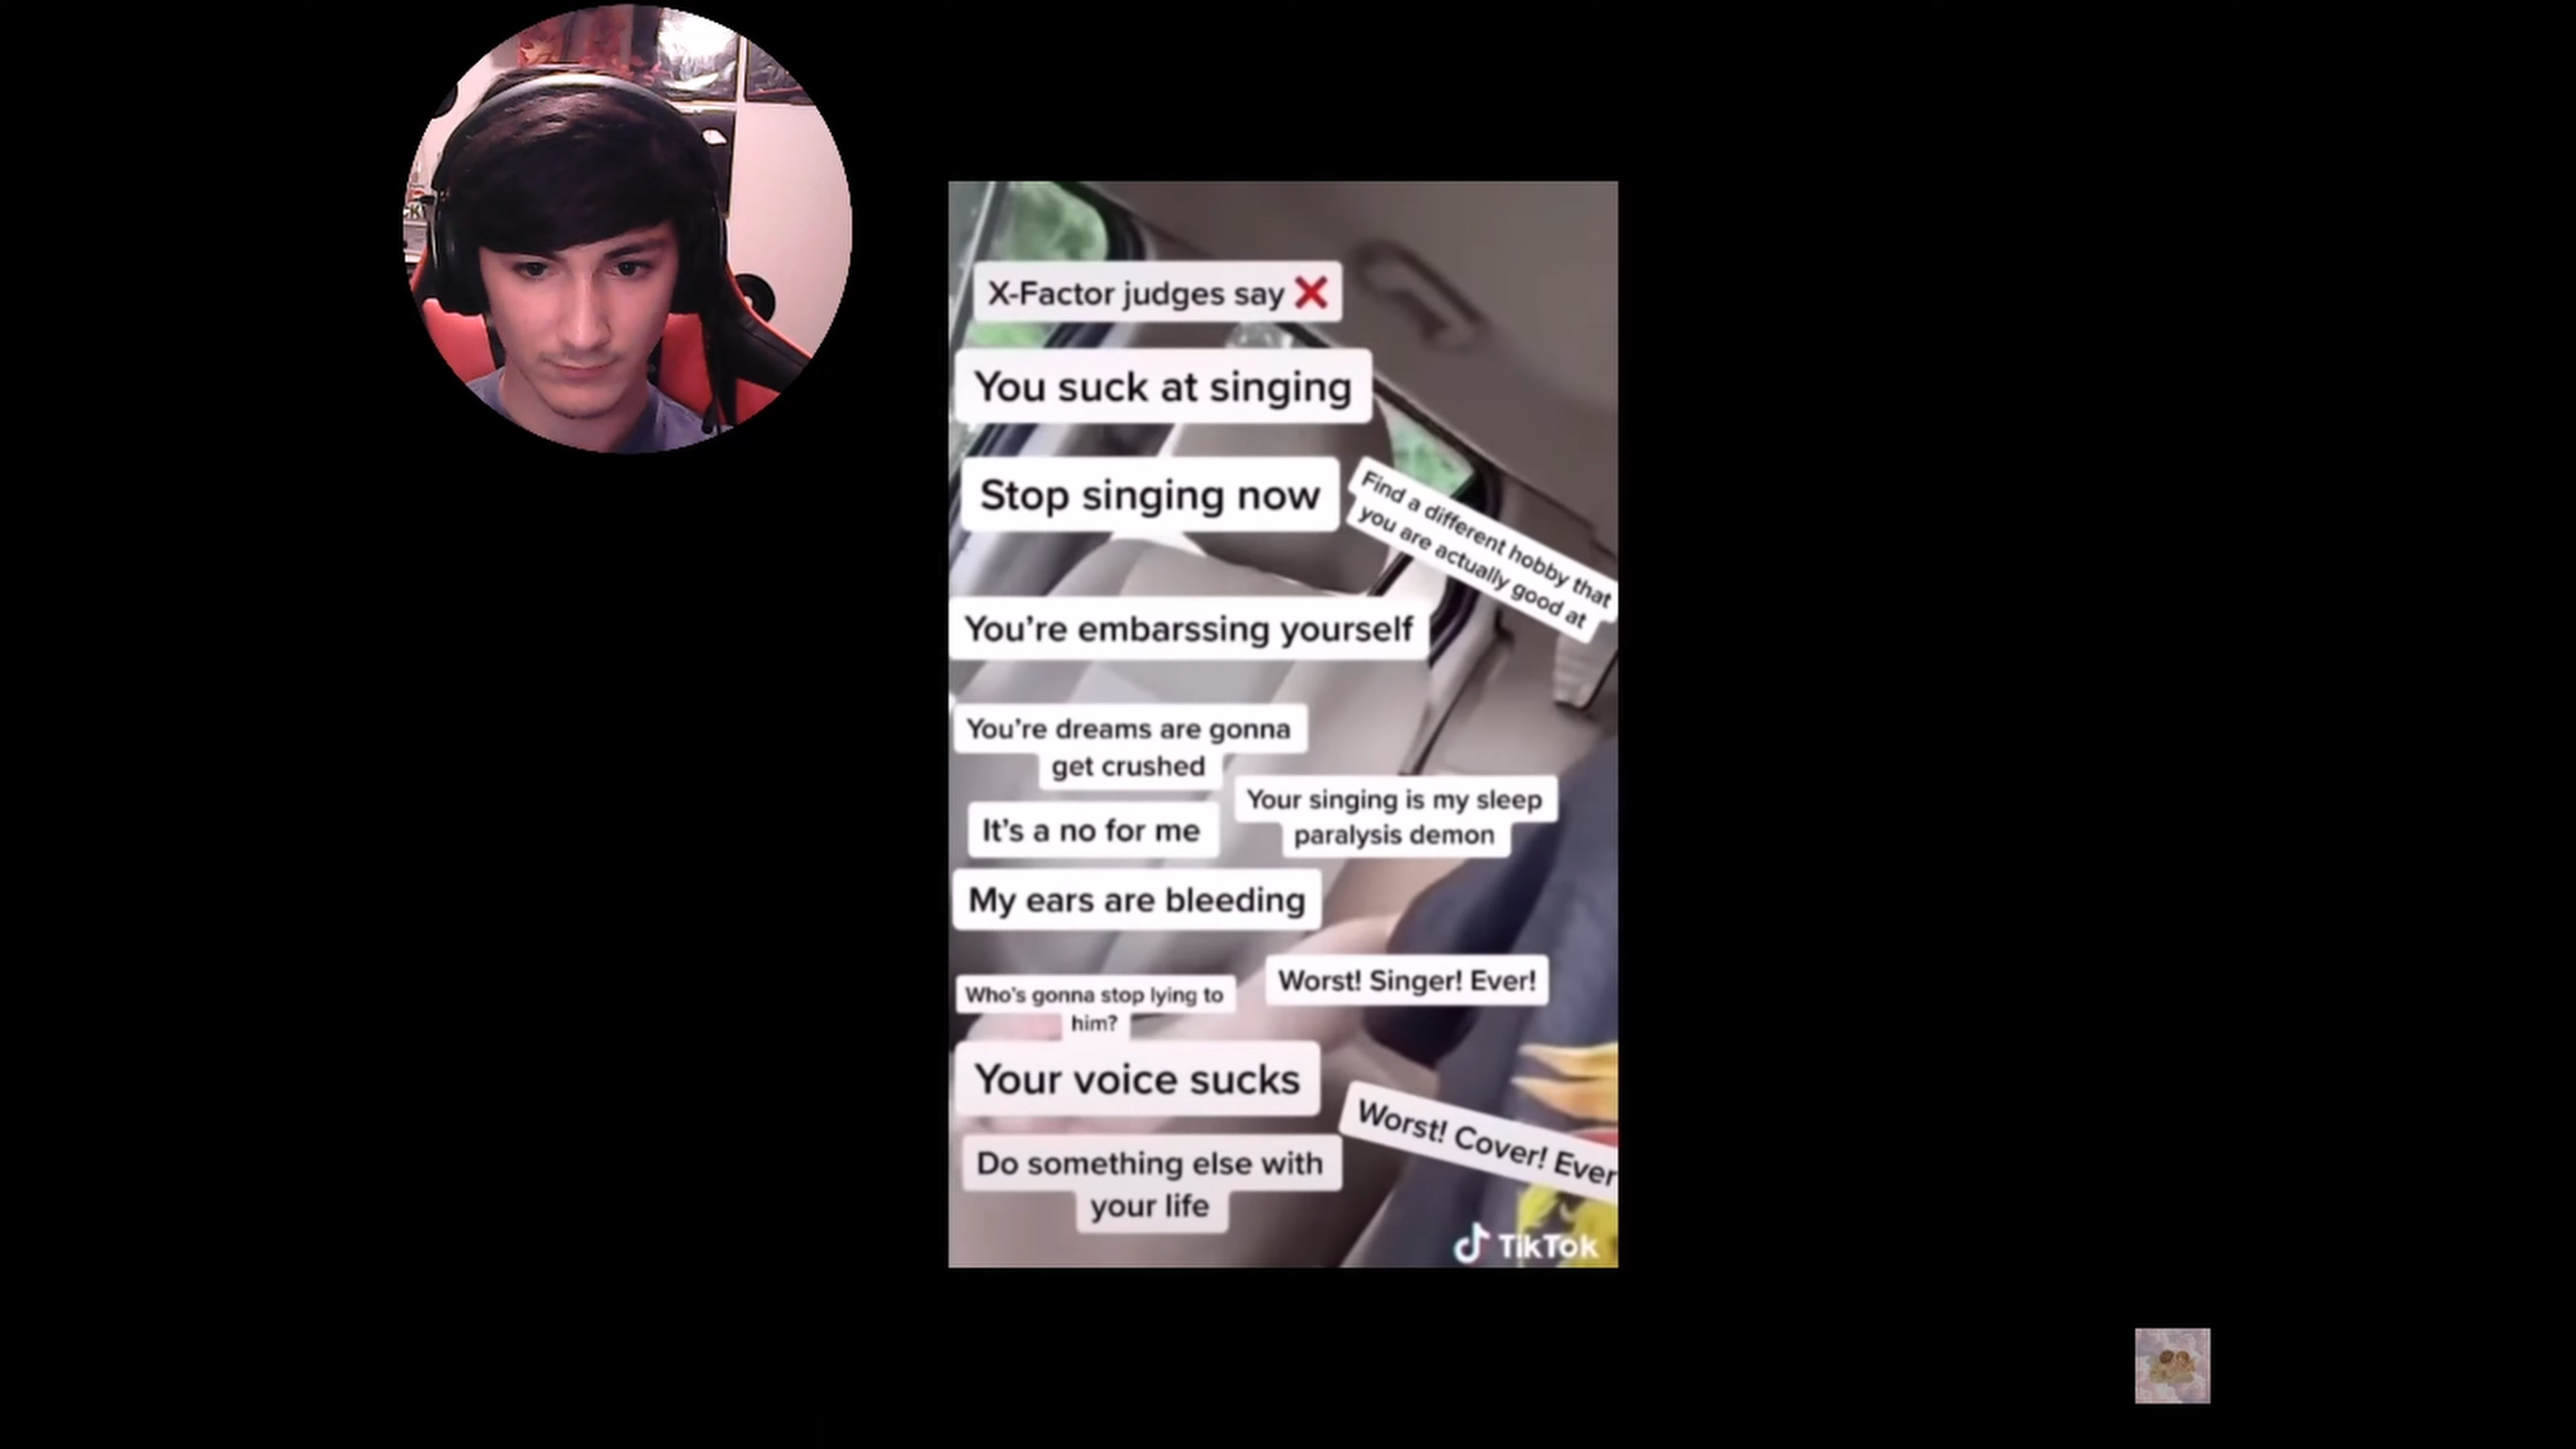 X-Factor judges say ❌
You suck at singing
Stop singing now
Find a different hobby that
you are actually good at
You're embarssing yourself
You're dreams are gonna
get crushed
Your singing is my sleep
paralysis demon
It's a no for me
My ears are bleeding
Worst! Singer! Ever!
Who's gonna stop lying to
him?
Your voice sucks
Worst! Cover! Ever
Do something else with
your life
TikTok